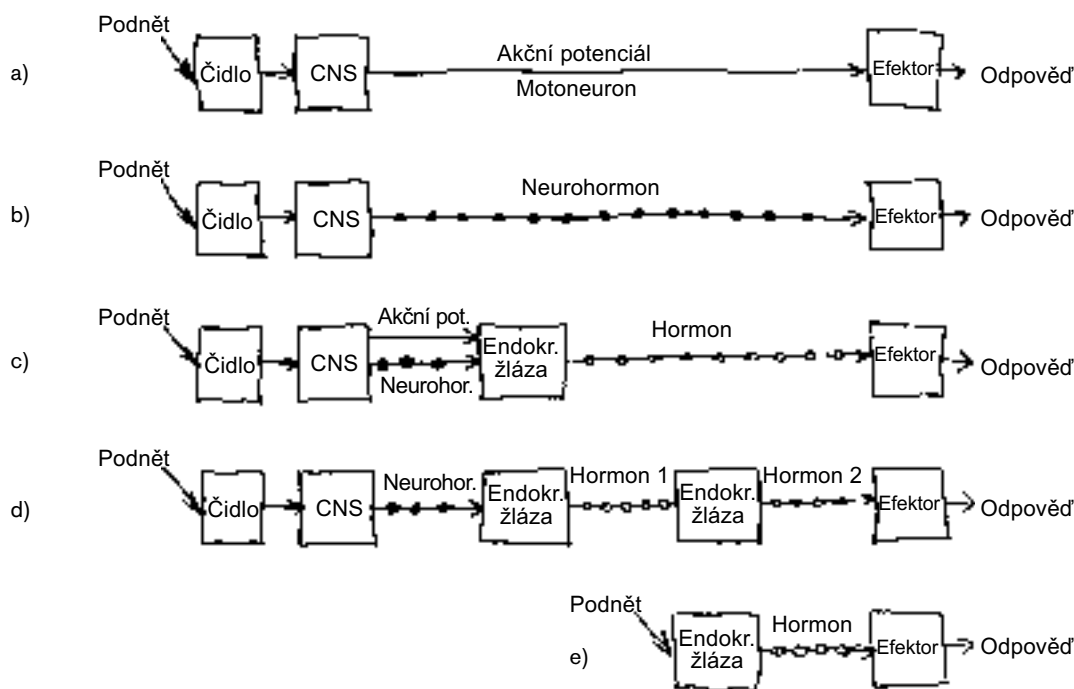 Podnět
a)
Čidlo
CNS
Akční potenciál
Motoneuron
Efektor
Odpověď
Podnět
b)
Čidlo
CNS
Neurohormon
Efektor
Odpověď
Podnět
c)
Čidlo
CNS
Akční pot.
Neurohor.
Endokr.
žláza
Hormon
Efektor
Odpověď
Podnět
d)
Čidlo
CNS
Neurohor.
Endokr.
žláza
Hormon 1
Endokr.
žláza
Hormon 2
Efektor
Odpověď
Podnět
e)
Endokr.
žláza
Hormon
Efektor
Odpověď